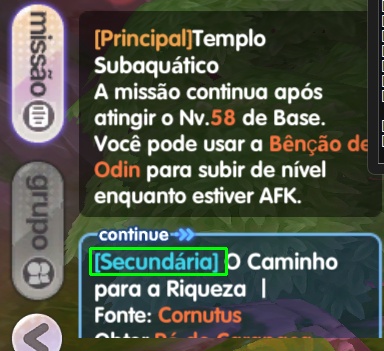 missão
grupo
[Principal]Templo
Subaquático
A missão continua após
atingir o Nv.58 de Base.
Você pode usar a Bênção de
Odin para subir de nível
enquanto estiver AFK.
continue
[Secundária] O Caminho
para a Riqueza |
Fonte: Cornutus